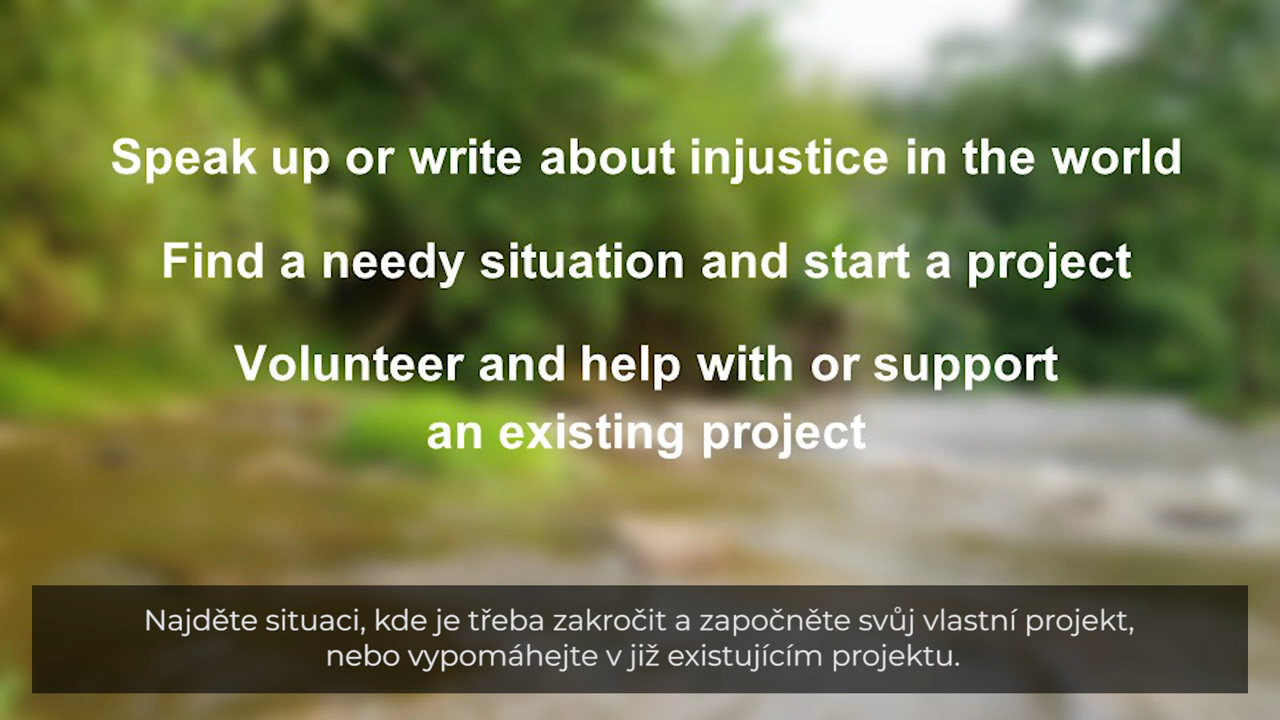 Speak up or write about injustice in the world
Find a needy situation and start a project
Volunteer and help with or support
an existing project
Najděte situaci, kde je třeba zakročit a započněte svůj vlastní projekt,
nebo vypomáhejte v již existujícím projektu.